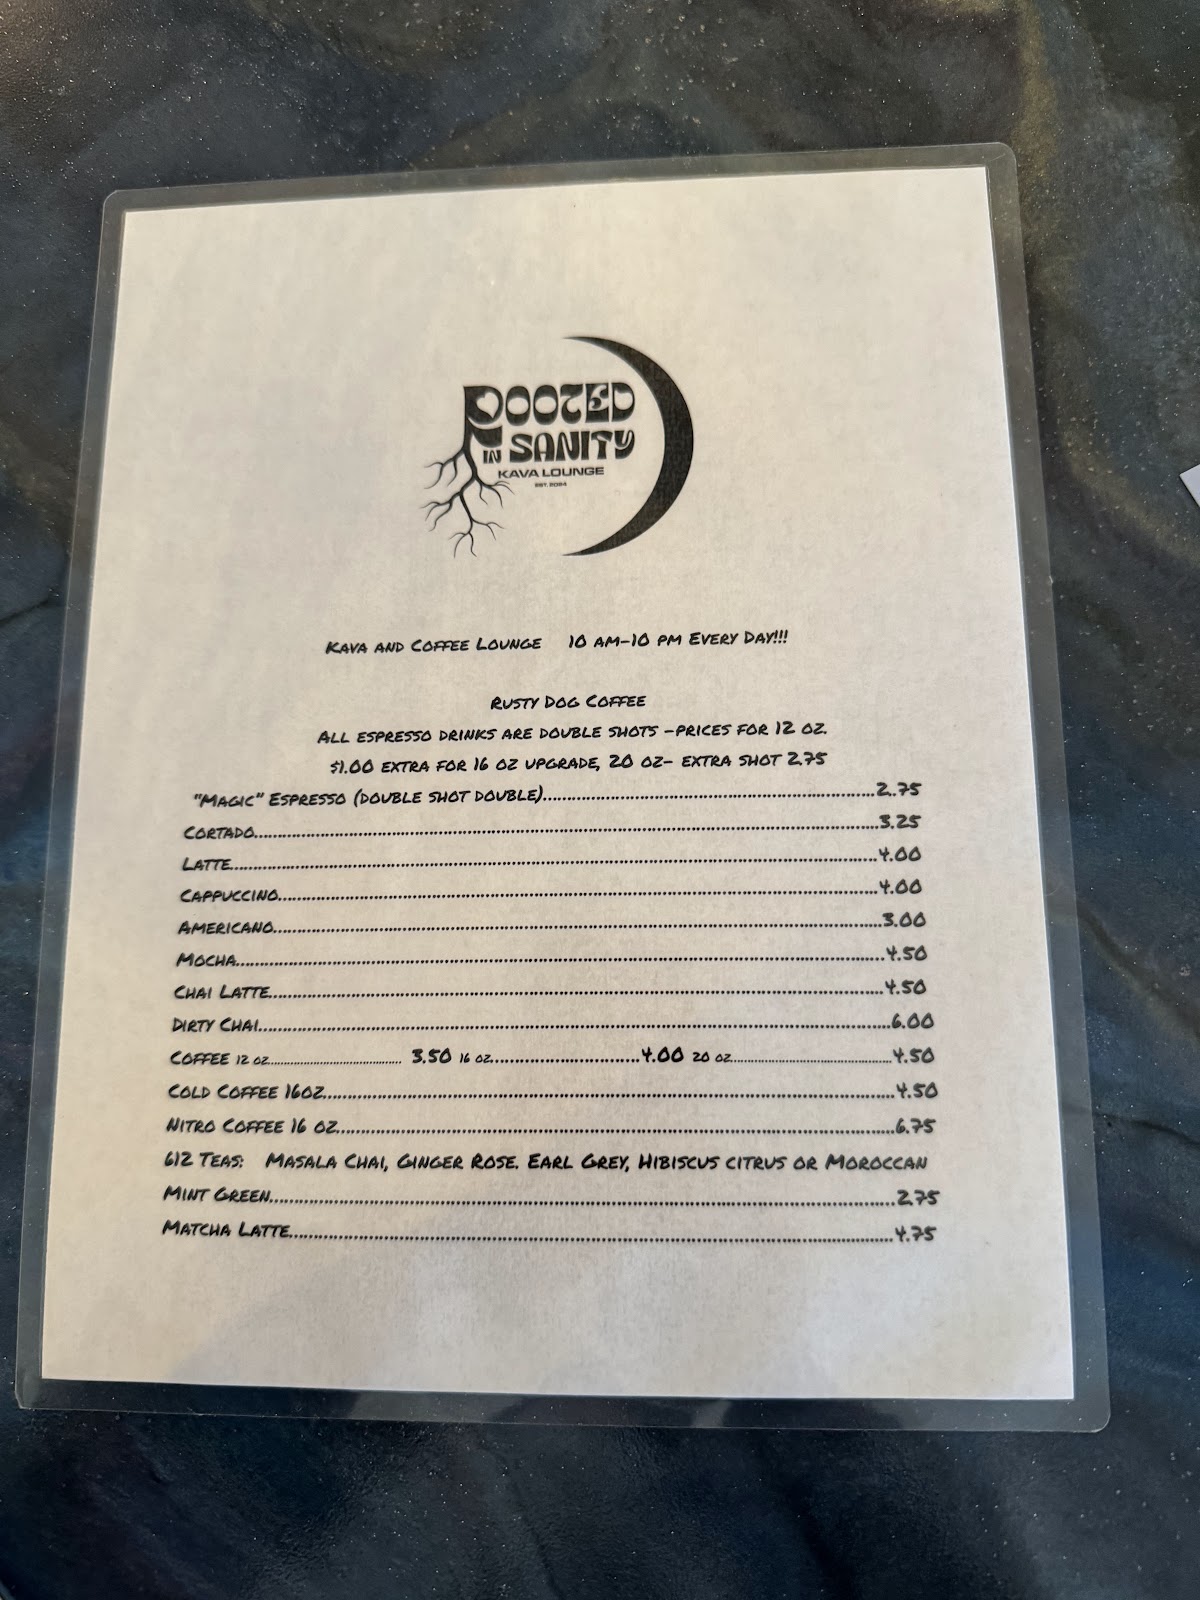 ROOTED
IN SANITY
KAVA LOUNGE
EST. 2024
KAVA AND COFFEE LOUNGE 10 AM-10 PM EVERY DAY!!!
RUSTY DOG COFFEE
ALL ESPRESSO DRINKS ARE DOUBLE SHOTS -PRICES FOR 12 OZ.
$1.00 EXTRA FOR 16 OZ UPGRADE, 20 OZ- EXTRA SHOT 2.75
"MAGIC" ESPRESSO (DOUBLE SHOT DOUBLE)..........2.75
CORTADO..........3.25
LATTE..........4.00
CAPPUCCINO..........4.00
AMERICANO..........3.00
MOCHA..........4.50
CHAI LATTE..........4.50
DIRTY CHAI..........6.00
COFFEE 12 OZ.......... 3.50 16 OZ..........4.00 20 OZ..........4.50
COLD COFFEE 16OZ..........4.50
NITRO COFFEE 16 OZ..........6.75
612 TEAS: MASALA CHAI, GINGER ROSE. EARL GREY, HIBISCUS CITRUS OR MOROCCAN
MINT GREEN..........2.75
MATCHA LATTE..........4.75